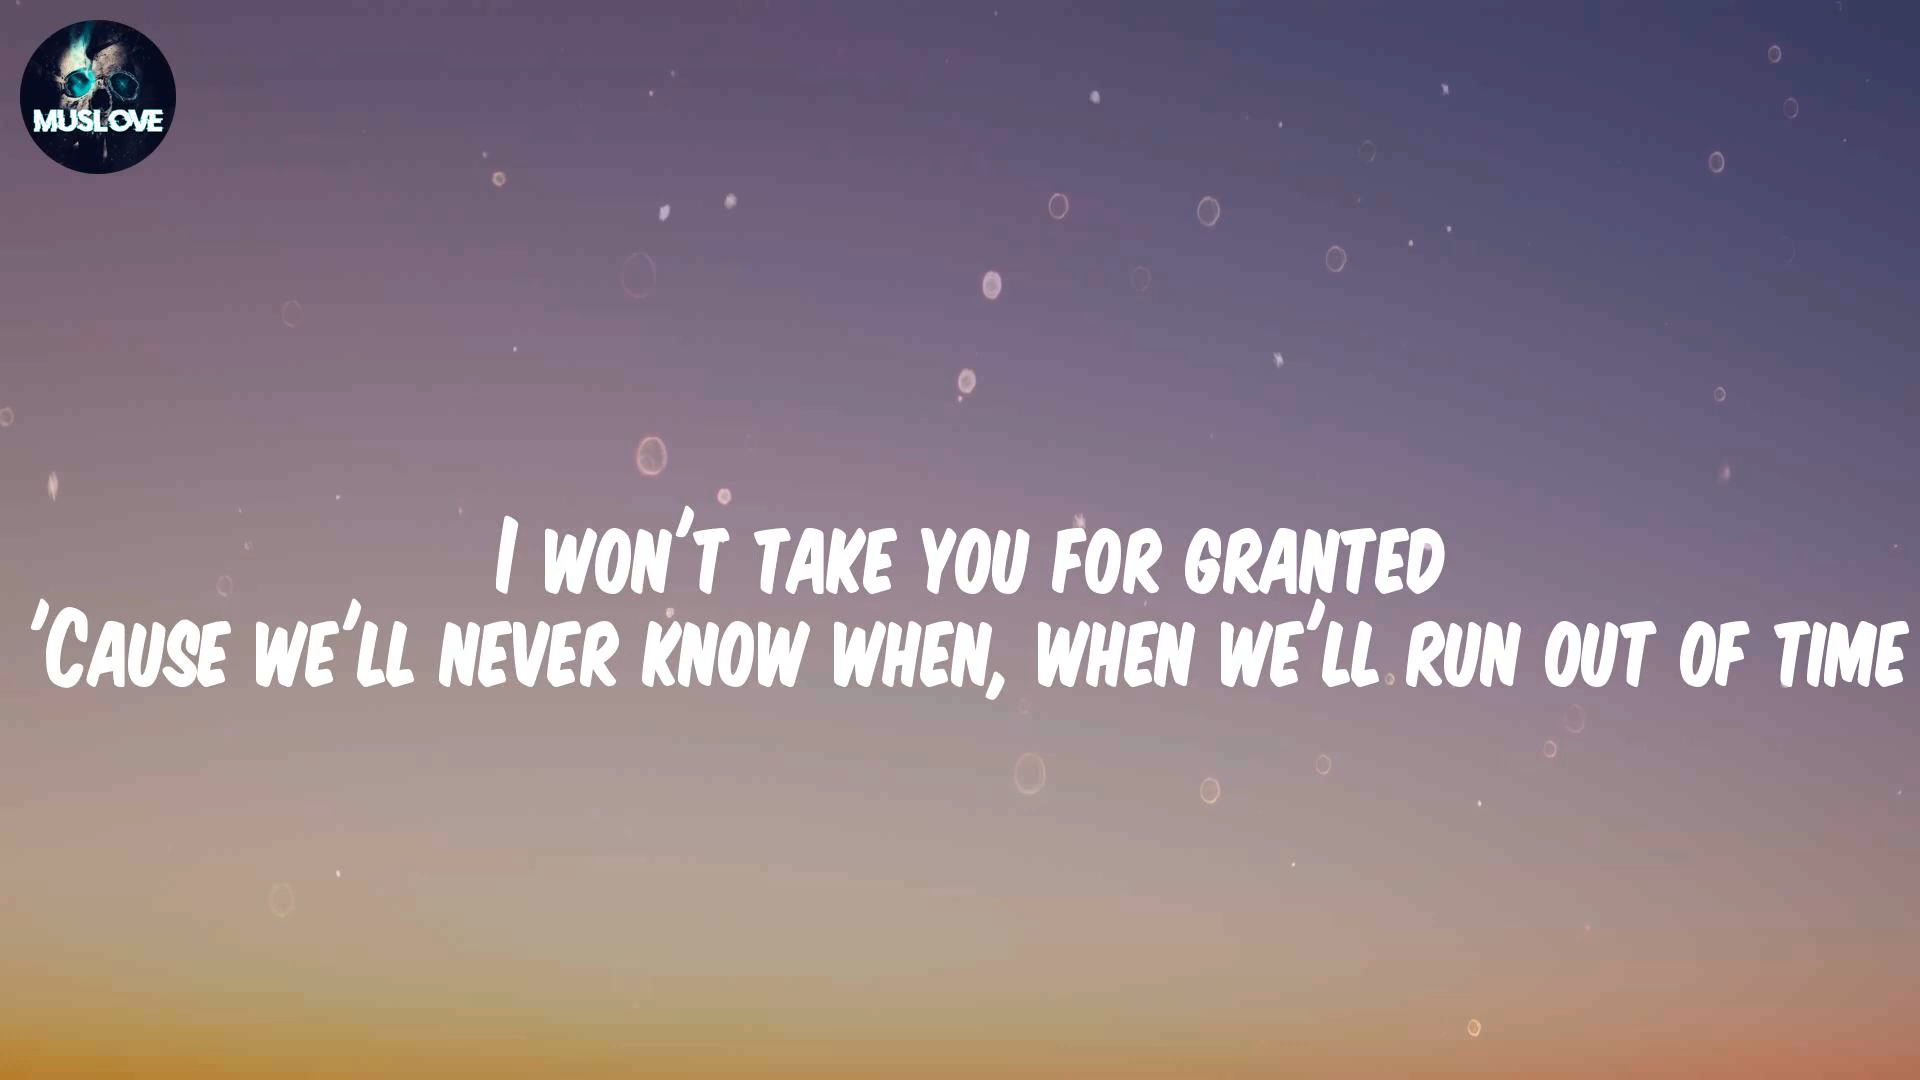 MUSLOVE
I WON'T TAKE YOU FOR GRANTED
'CAUSE WE'LL NEVER KNOW WHEN, WHEN WE'LL RUN OUT OF TIME